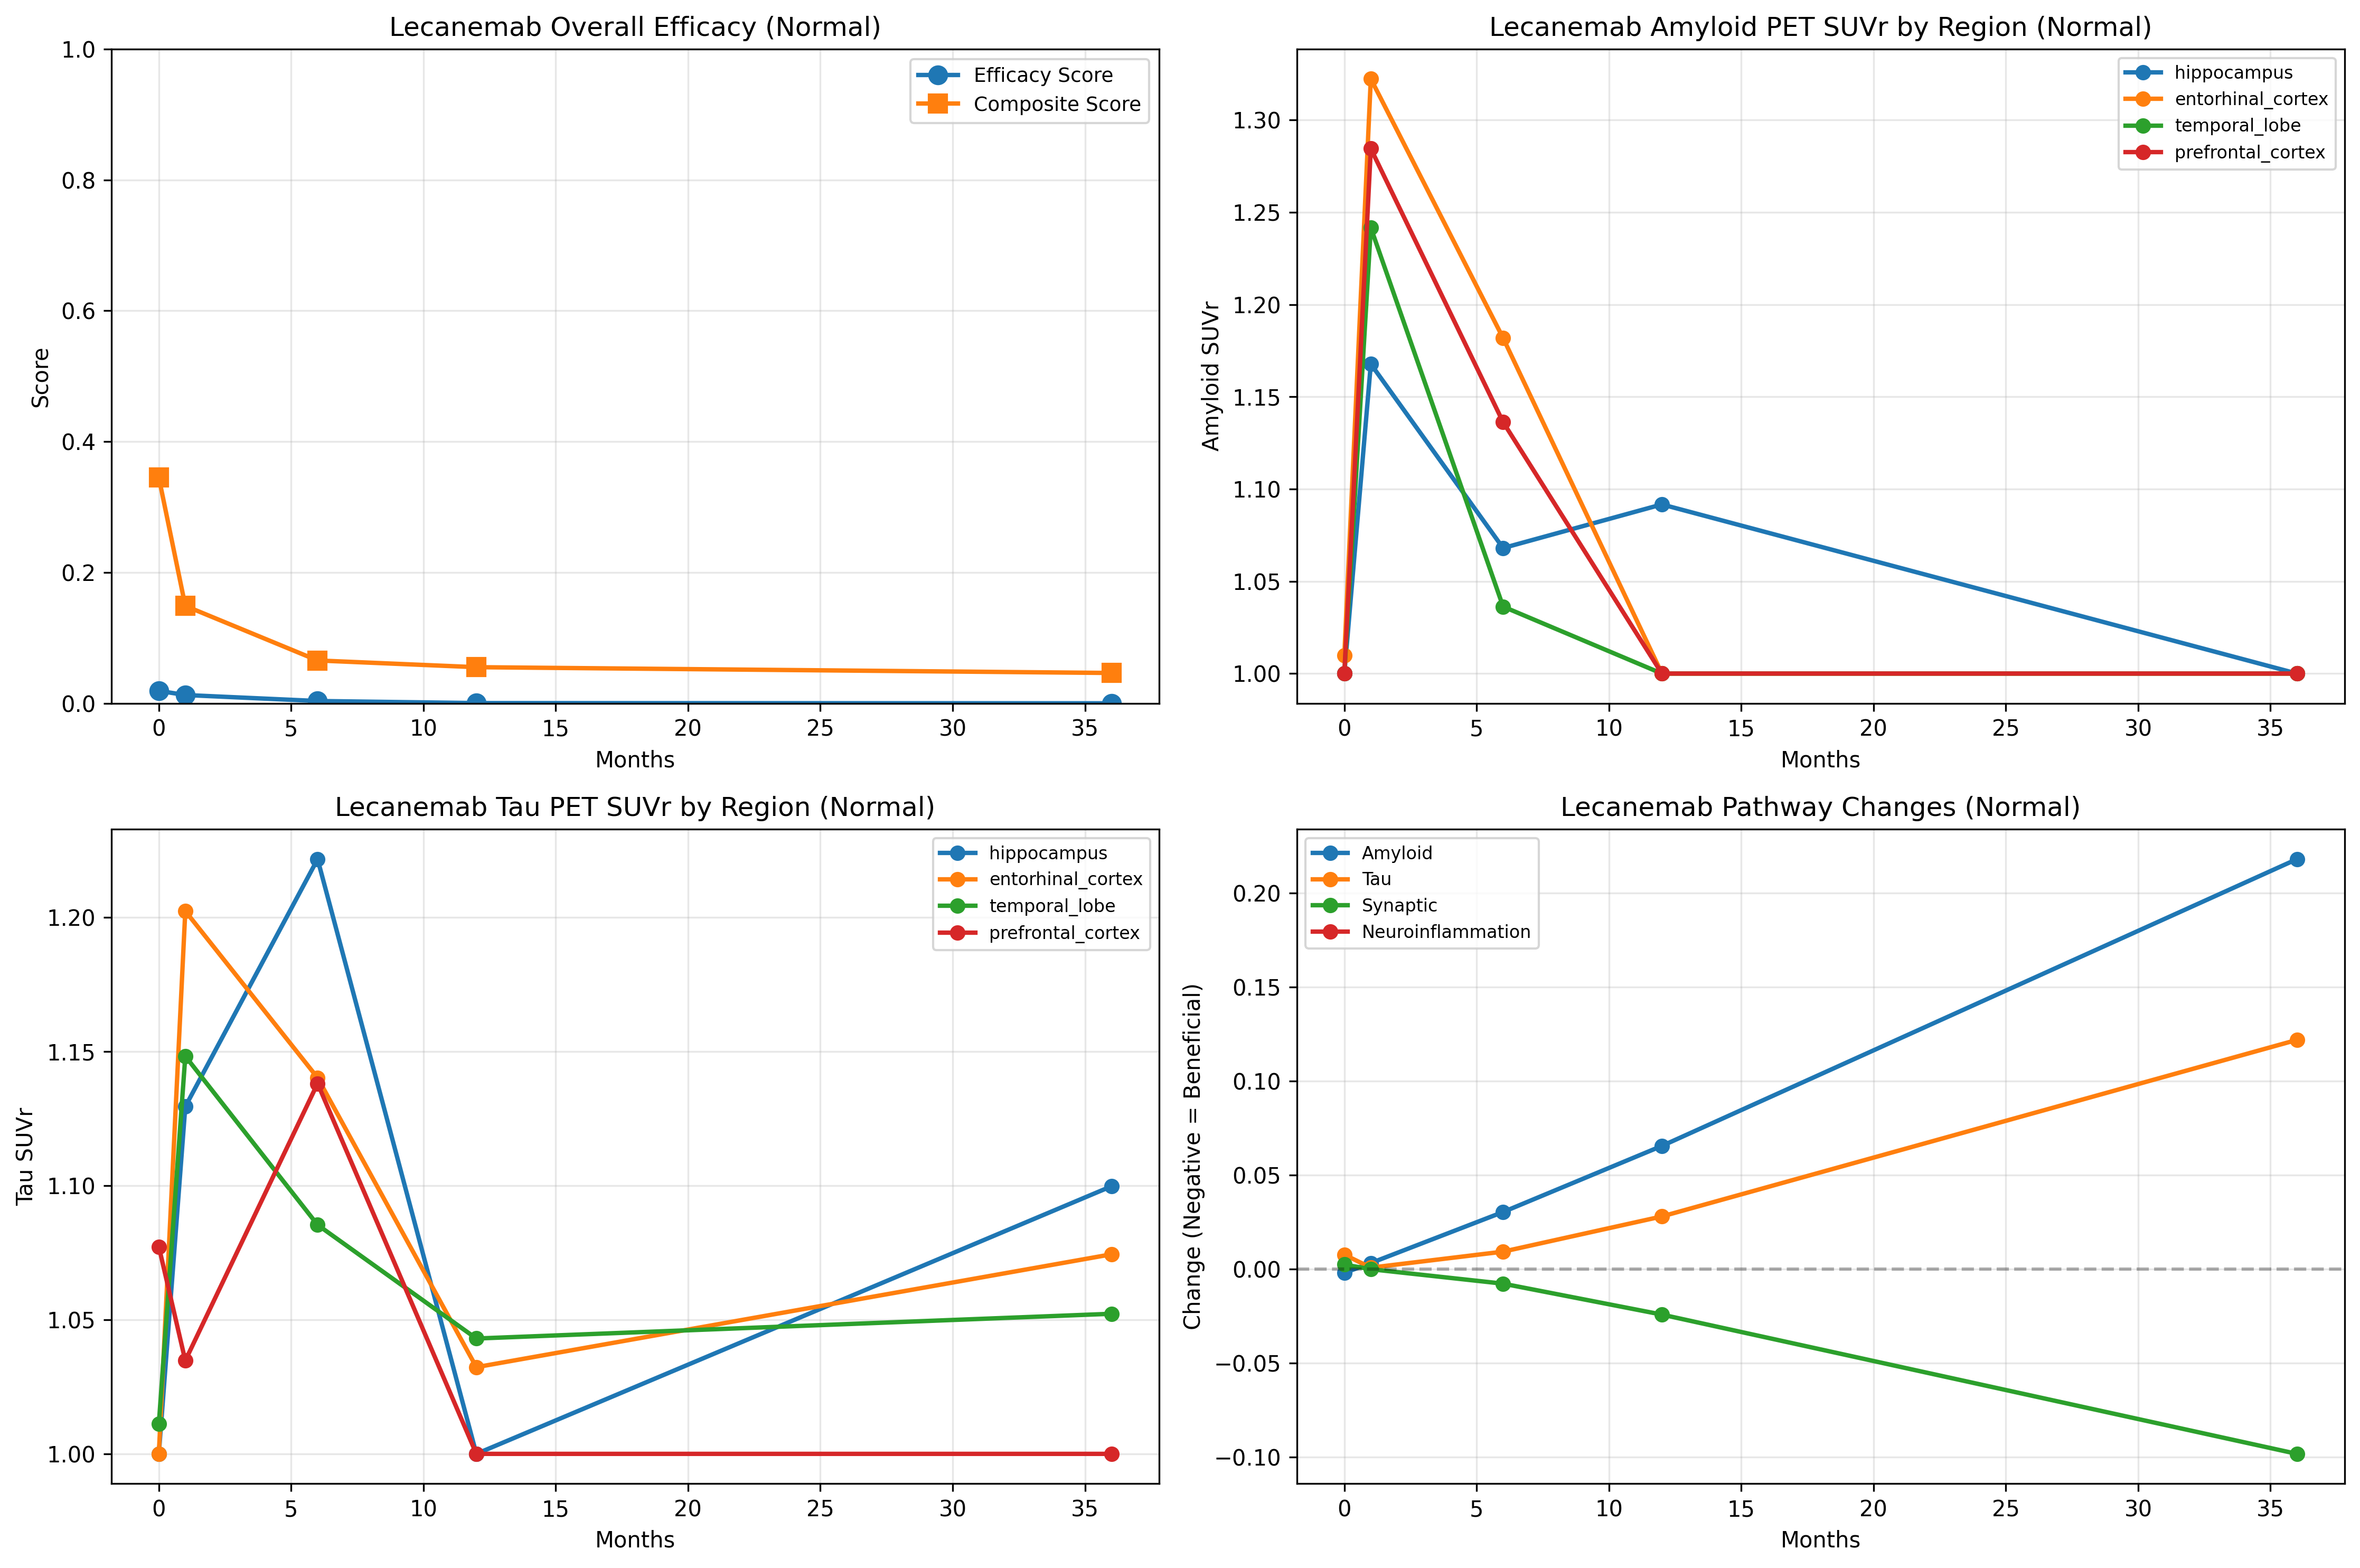 Lecanemab Overall Efficacy (Normal)
1.0
0.8
0.6
0.4
0.2
0.0
Score
Efficacy Score
Composite Score
0 5 10 15 20 25 30 35
Months
Lecanemab Amyloid PET SUVr by Region (Normal)
1.30
1.25
1.20
1.15
1.10
1.05
1.00
Amyloid SUVr
hippocampus
entorhinal_cortex
temporal_lobe
prefrontal_cortex
0 5 10 15 20 25 30 35
Months
Lecanemab Tau PET SUVr by Region (Normal)
1.20
1.15
1.10
1.05
1.00
Tau SUVr
hippocampus
entorhinal_cortex
temporal_lobe
prefrontal_cortex
0 5 10 15 20 25 30 35
Months
Lecanemab Pathway Changes (Normal)
0.20
0.15
0.10
0.05
0.00
−0.05
−0.10
Change (Negative = Beneficial)
Amyloid
Tau
Synaptic
Neuroinflammation
0 5 10 15 20 25 30 35
Months